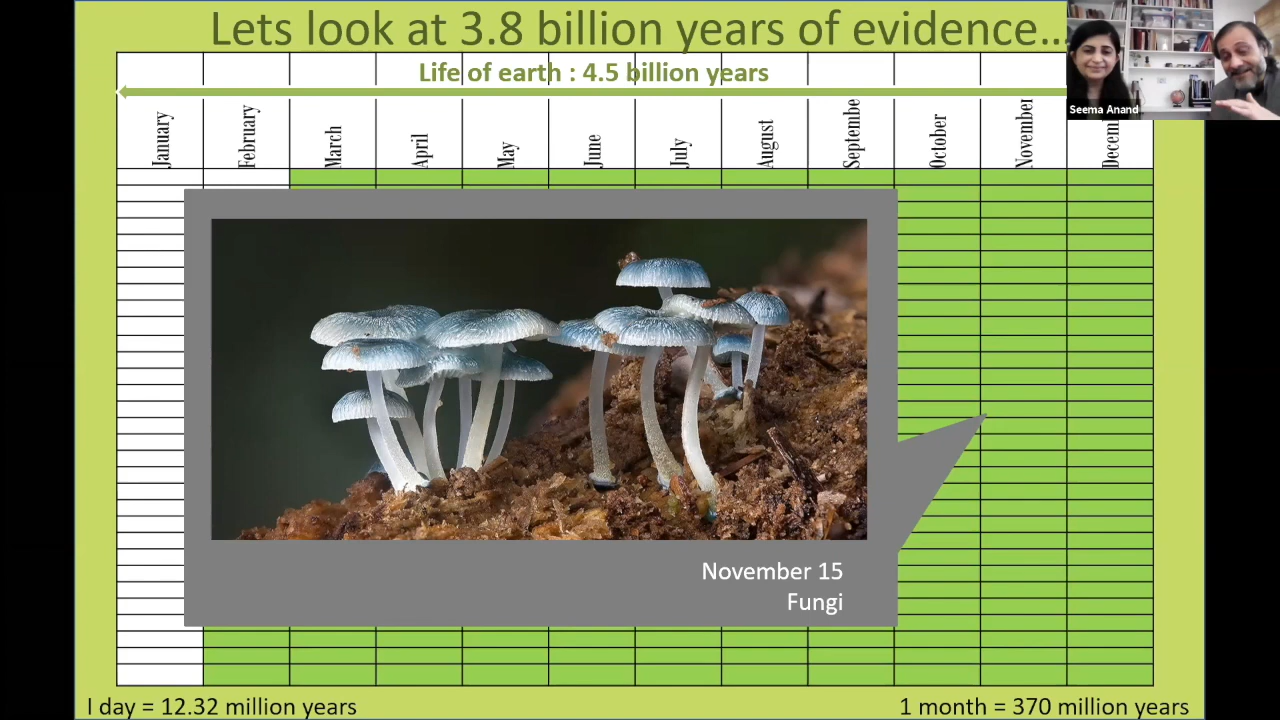 Lets look at 3.8 billion years of evidence..
Life of earth : 4.5 billion years
Seema Anand
January
February
March
April
May
June
July
August
Septembe
October
November
Decem
November 15
Fungi
I day = 12.32 million years
1 month = 370 million years